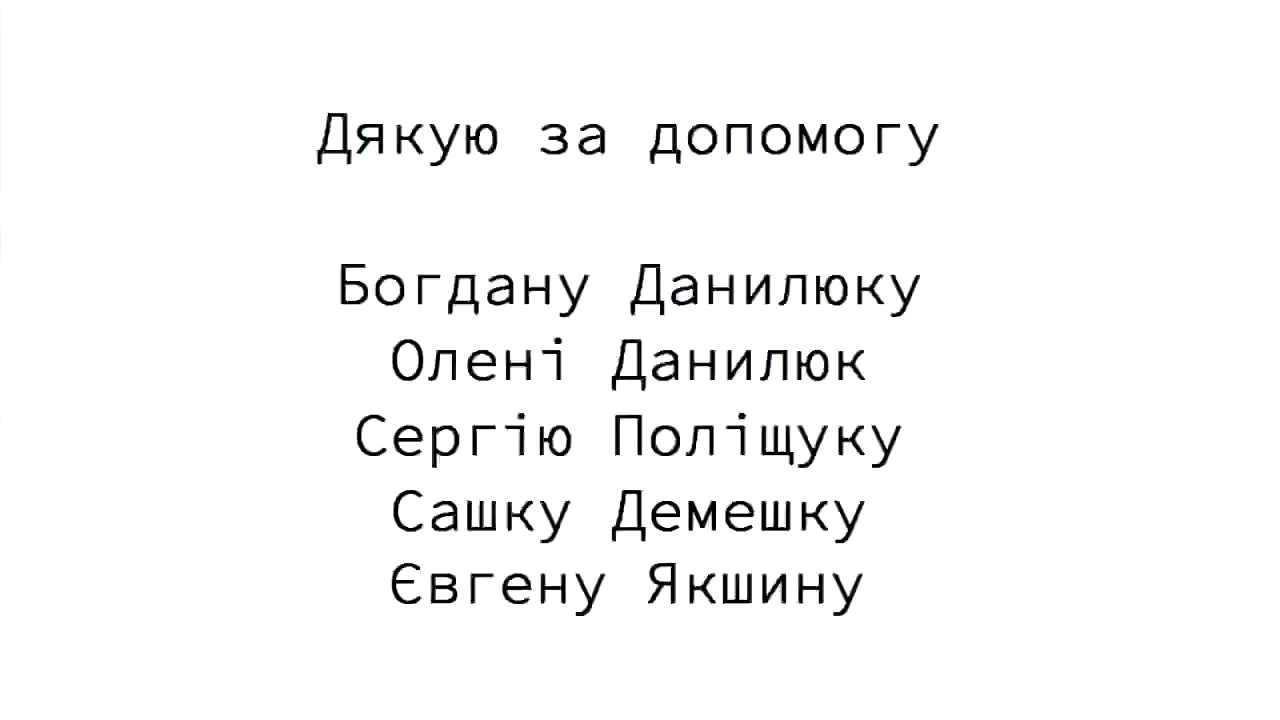 Дякую за допомогу
Богдану Данилюку
Олені Данилюк
Сергію Поліщуку
Сашку Демешку
Євгену Якшину